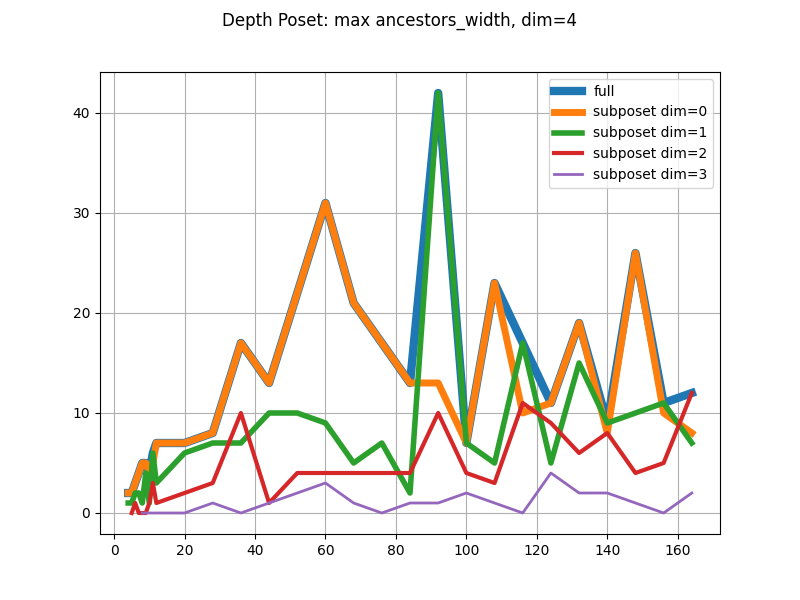 Depth Poset: max ancestors_width, dim=4
full
subposet dim=0
subposet dim=1
subposet dim=2
subposet dim=3
40
30
20
10
0
0 20 40 60 80 100 120 140 160